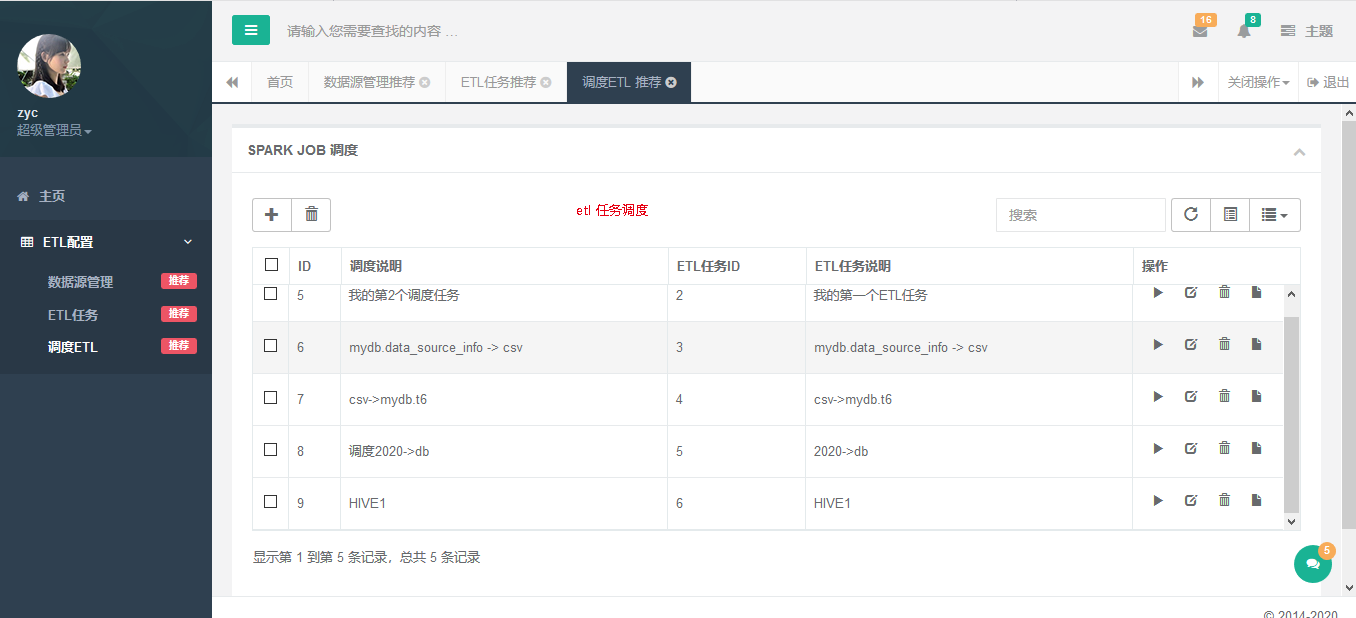 请输入您需要查找的内容 …
16
8
主题
首页
数据源管理推荐
ETL任务推荐
调度ETL 推荐
关闭操作
退出
zyc
超级管理员
主页
ETL配置
数据源管理 推荐
ETL任务 推荐
调度ETL 推荐
SPARK JOB 调度
etl 任务调度
搜索
ID 调度说明 ETL任务ID ETL任务说明 操作
5 我的第2个调度任务 2 我的第一个ETL任务
6 mydb.data_source_info -> csv 3 mydb.data_source_info -> csv
7 csv->mydb.t6 4 csv->mydb.t6
8 调度2020->db 5 2020->db
9 HIVE1 6 HIVE1
显示第 1 到第 5 条记录，总共 5 条记录
5
© 2014-2020